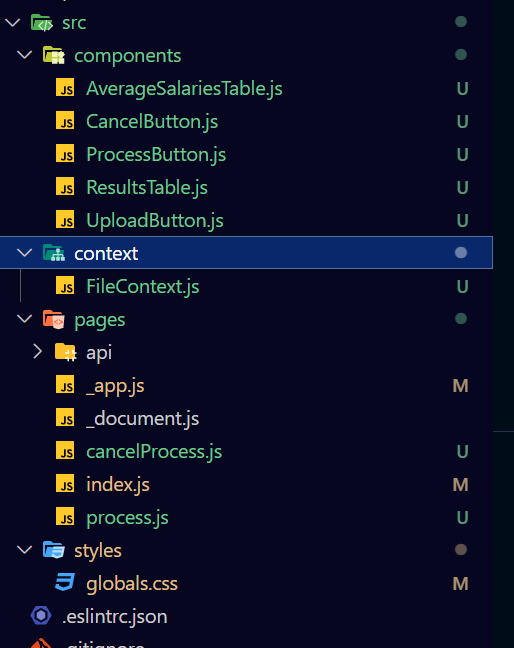 src
components
JS AverageSalariesTable.js U
JS CancelButton.js U
JS ProcessButton.js U
JS ResultsTable.js U
JS UploadButton.js U
context
JS FileContext.js U
pages
api
JS _app.js M
JS _document.js
JS cancelProcess.js U
JS index.js M
JS process.js U
styles
globals.css M
.eslintrc.json
.gitignore